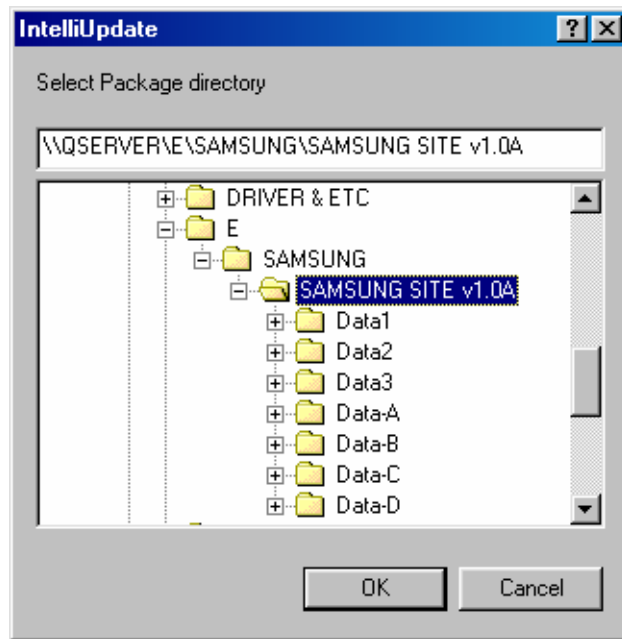 IntelliUpdate
Select Package directory
\\QSERVER\E\SAMSUNG\SAMSUNG SITE v1.0A
DRIVER & ETC
E
SAMSUNG
SAMSUNG SITE v1.0A
Data1
Data2
Data3
Data-A
Data-B
Data-C
Data-D
OK Cancel